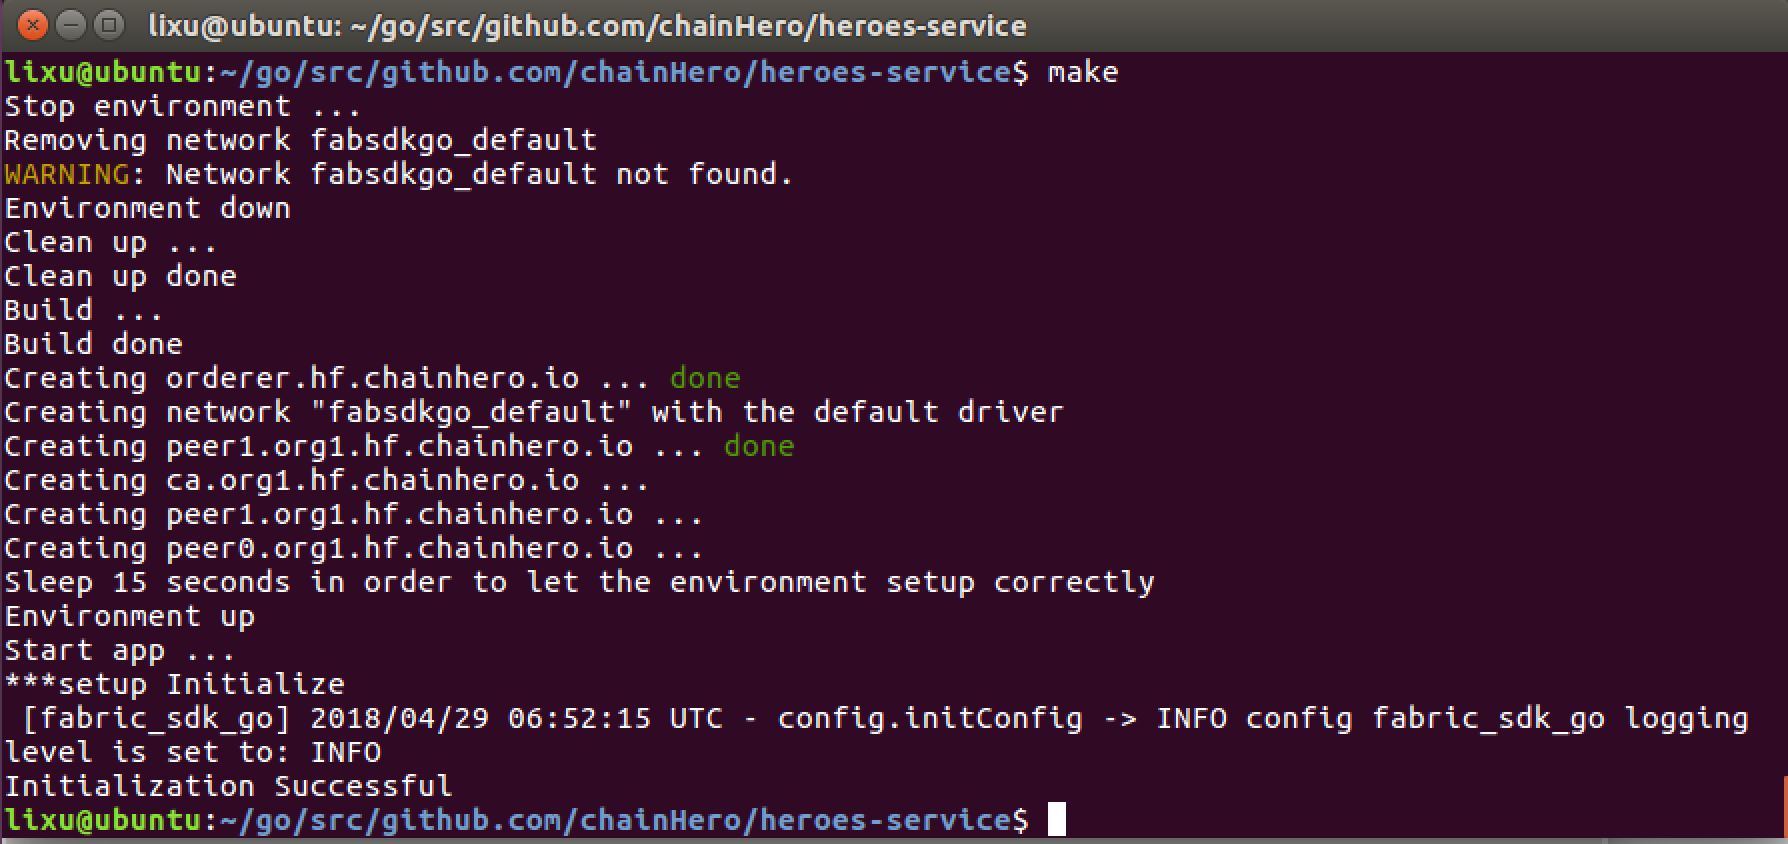 lixu@ubuntu: ~/go/src/github.com/chainHero/heroes-service
lixu@ubuntu:~/go/src/github.com/chainHero/heroes-service$ make
Stop environment ...
Removing network fabsdkgo_default
WARNING: Network fabsdkgo_default not found.
Environment down
Clean up ...
Clean up done
Build ...
Build done
Creating orderer.hf.chainhero.io ... done
Creating network "fabsdkgo_default" with the default driver
Creating peer1.org1.hf.chainhero.io ... done
Creating ca.org1.hf.chainhero.io ...
Creating peer1.org1.hf.chainhero.io ...
Creating peer0.org1.hf.chainhero.io ...
Sleep 15 seconds in order to let the environment setup correctly
Environment up
Start app ...
***setup Initialize
 [fabric_sdk_go] 2018/04/29 06:52:15 UTC - config.initConfig -> INFO config fabric_sdk_go logging
level is set to: INFO
Initialization Successful
lixu@ubuntu:~/go/src/github.com/chainHero/heroes-service$